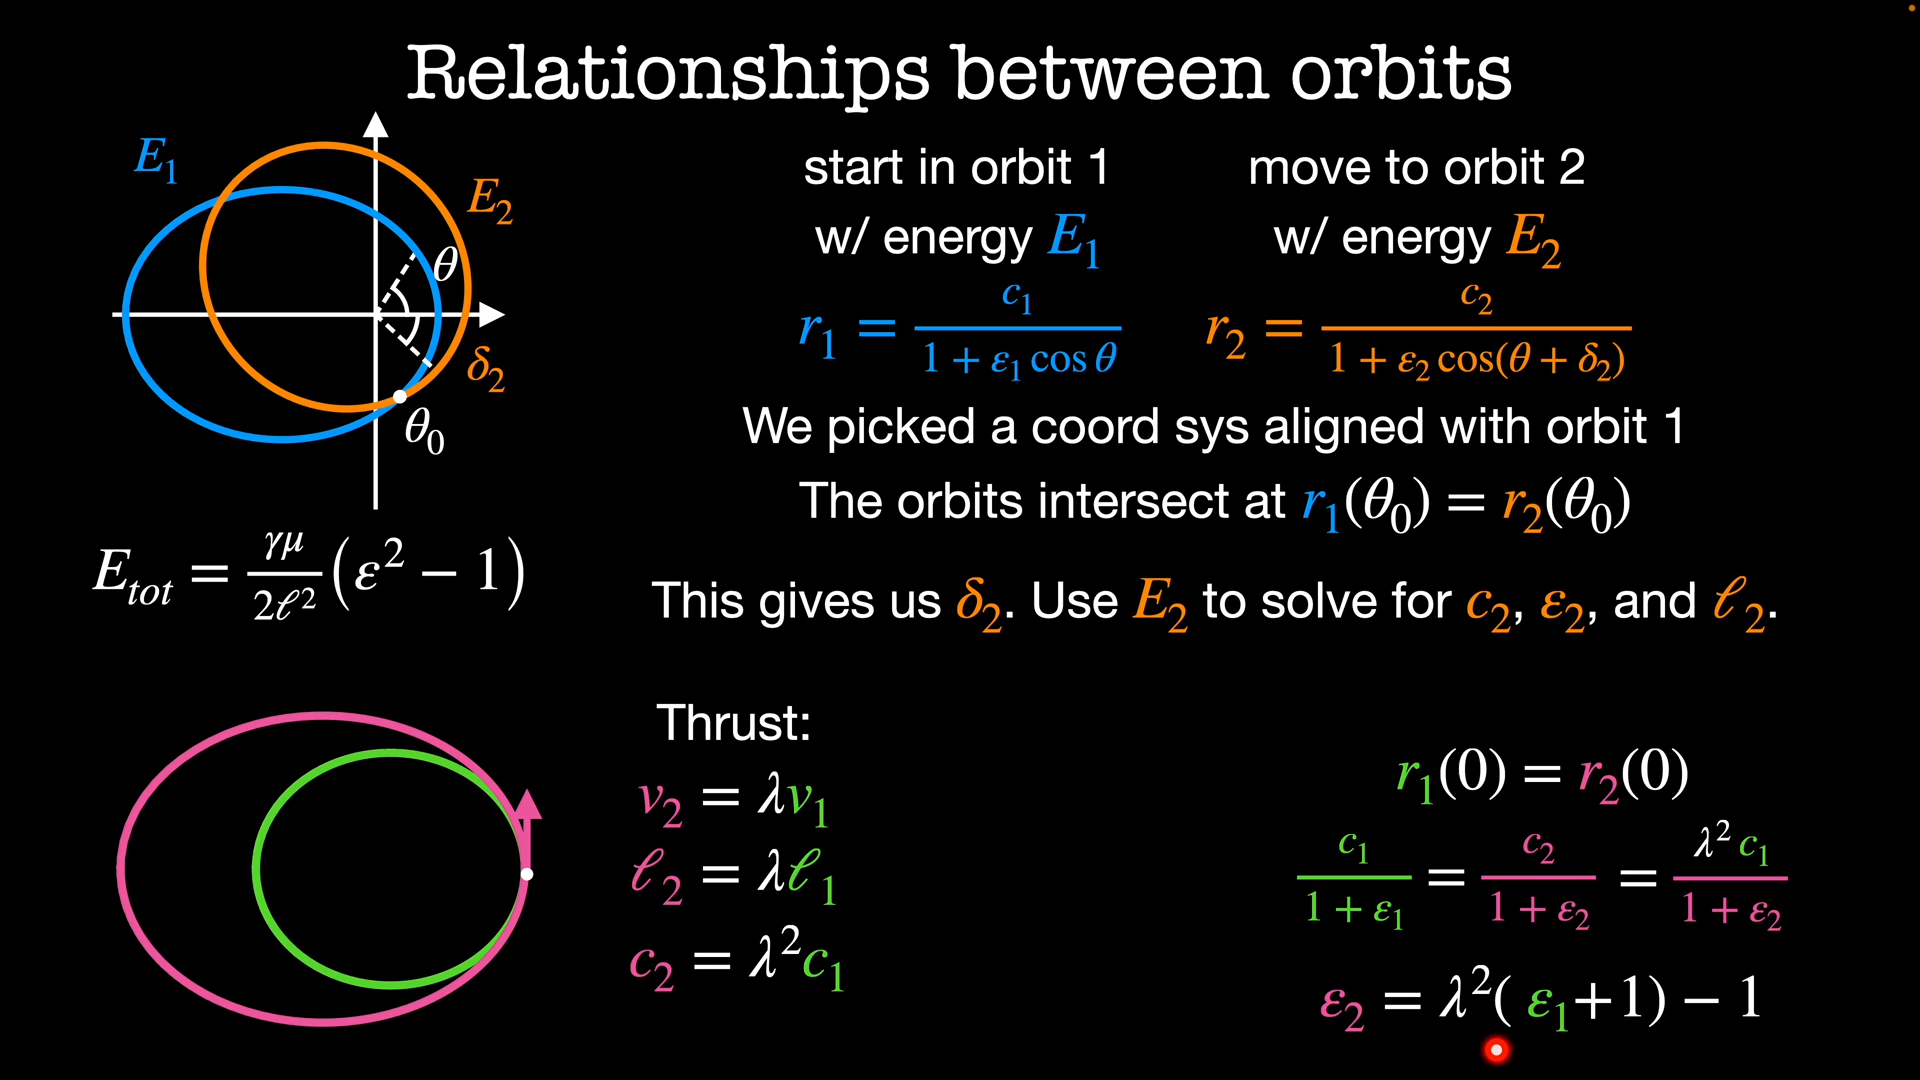 Relationships between orbits
E₁
E₂
θ
δ₂
θ₀
start in orbit 1
w/ energy E₁
r₁ = c₁ / (1 + ε₁ cos θ)
move to orbit 2
w/ energy E₂
r₂ = c₂ / (1 + ε₂ cos(θ + δ₂))
We picked a coord sys aligned with orbit 1
The orbits intersect at r₁(θ₀) = r₂(θ₀)
E_tot = γμ / 2ℓ² (ε² − 1)
This gives us δ₂. Use E₂ to solve for c₂, ε₂, and ℓ₂.
Thrust:
v₂ = λv₁
ℓ₂ = λℓ₁
c₂ = λ²c₁
r₁(0) = r₂(0)
c₁ / (1 + ε₁) = c₂ / (1 + ε₂) = λ²c₁ / (1 + ε₂)
ε₂ = λ²( ε₁+1) − 1